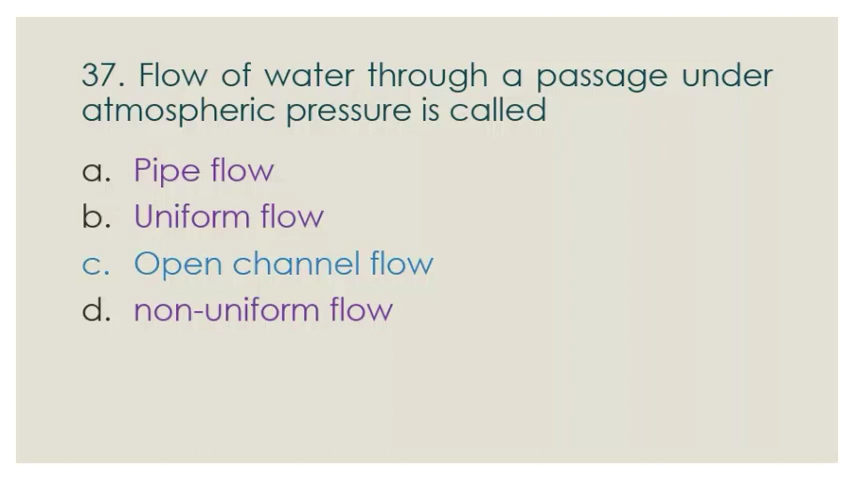 37. Flow of water through a passage under
atmospheric pressure is called
a. Pipe flow
b. Uniform flow
c. Open channel flow
d. non-uniform flow